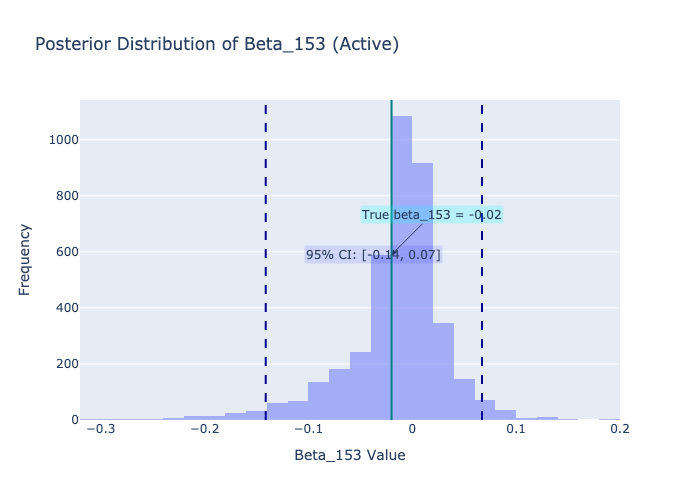 Posterior Distribution of Beta_153 (Active)
1000
800
600
400
200
0
Frequency
True beta_153 = -0.02
95% CI: [-0.14, 0.07]
−0.3
−0.2
−0.1
0
0.1
0.2
Beta_153 Value